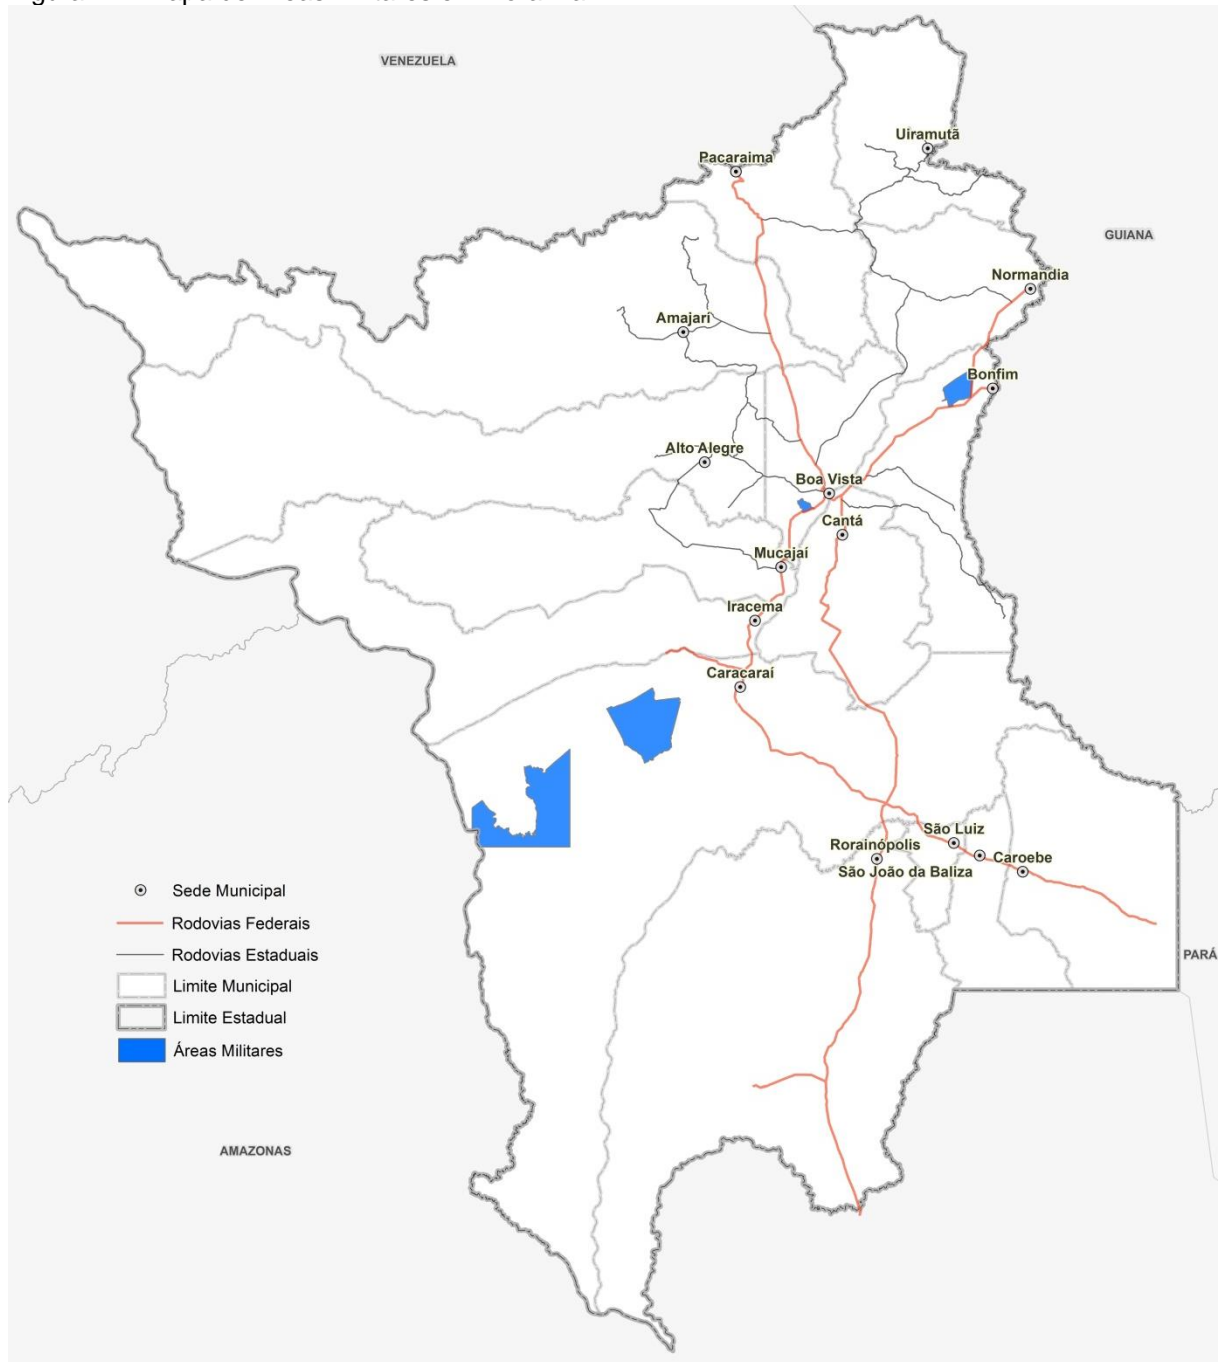 VENEZUELA
Uiramutã
Pacaraima
GUIANA
Normandia
Amajarí
Bonfim
Alto Alegre
Boa Vista
Cantá
Mucajaí
Iracema
Caracaraí
São Luiz
Rorainópolis
Caroebe
São João da Baliza
Sede Municipal
Rodovias Federais
Rodovias Estaduais
PARÁ
Limite Municipal
Limite Estadual
Áreas Militares
AMAZONAS